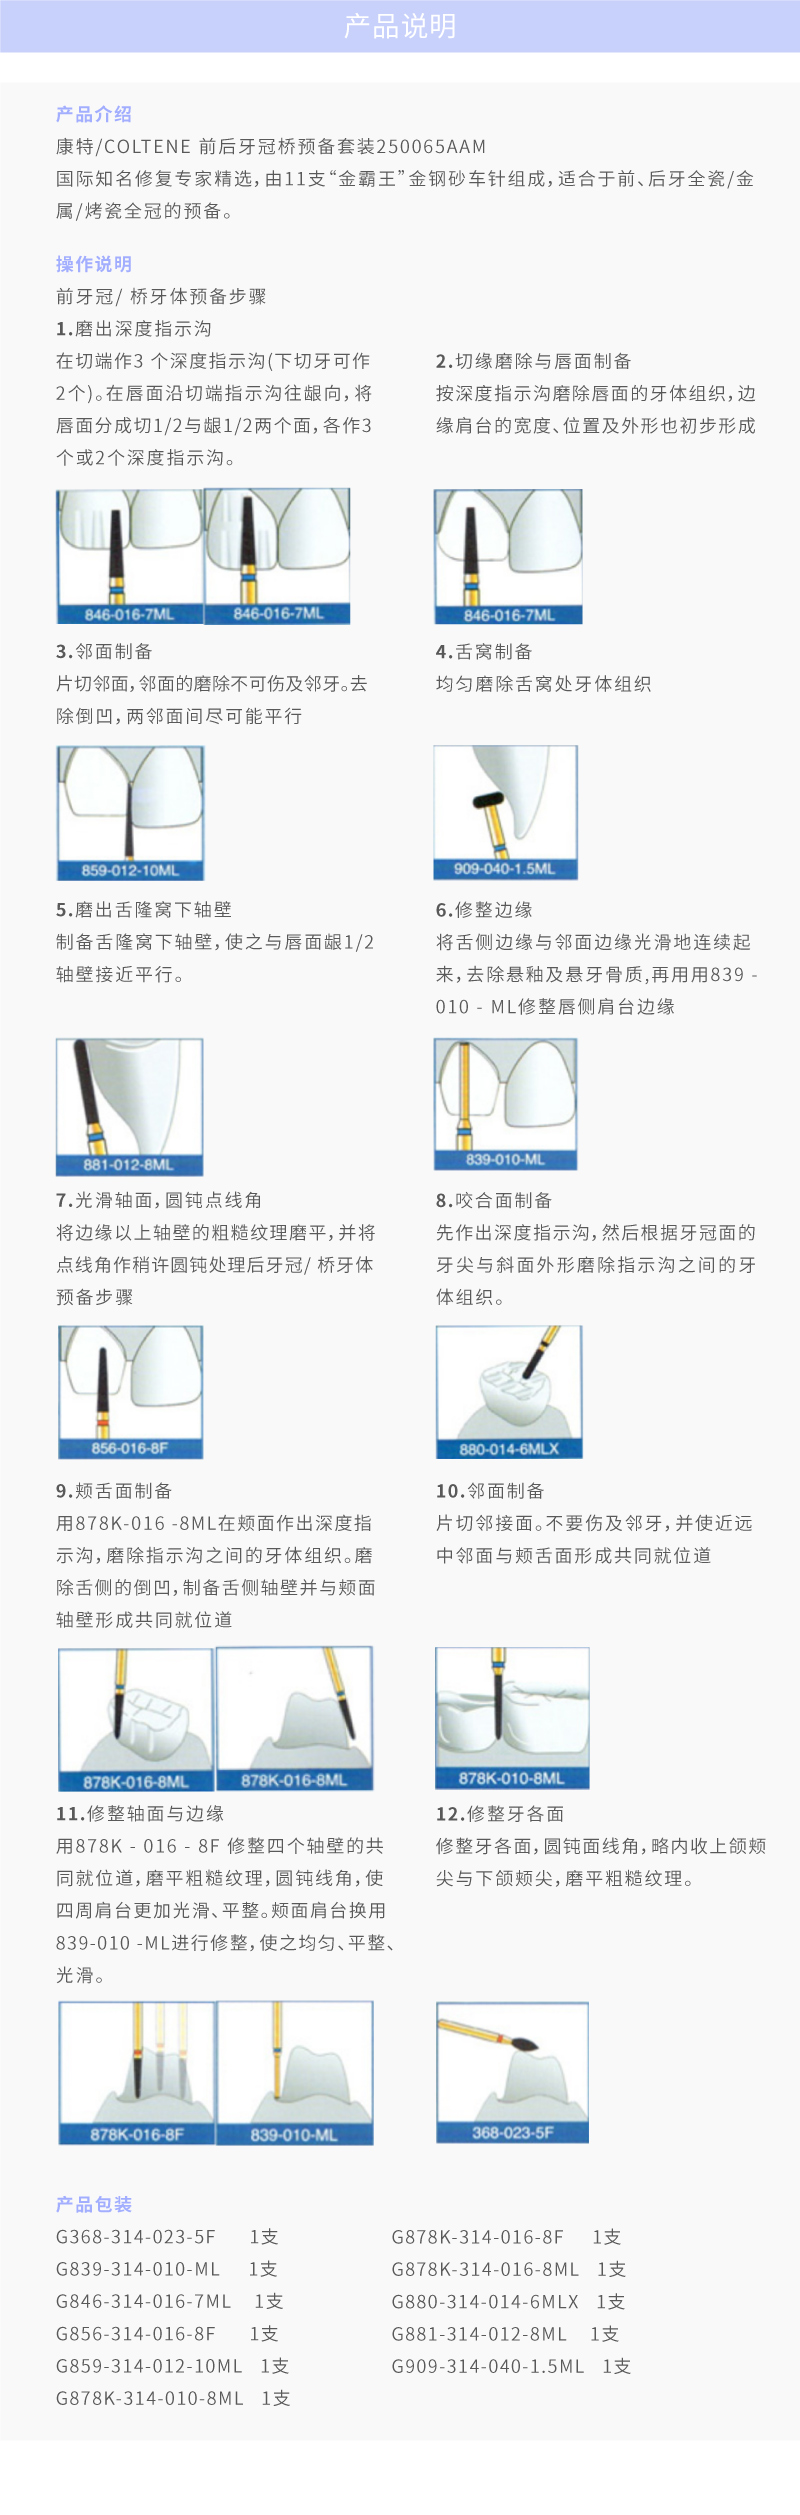 产品说明
产品介绍
康特/COLTENE 前后牙冠桥预备套装250065AAM
国际知名修复专家精选，由11支“金霸王”金钢砂车针组成，适合于前、后牙全瓷/金
属/烤瓷全冠的预备。
操作说明
前牙冠/ 桥牙体预备步骤
1.磨出深度指示沟
在切端作3 个深度指示沟(下切牙可作
2个)。在唇面沿切端指示沟往龈向，将
唇面分成切1/2与龈1/2两个面，各作3
个或2个深度指示沟。
2.切缘磨除与唇面制备
按深度指示沟磨除唇面的牙体组织，边
缘肩台的宽度、位置及外形也初步形成
846-016-7ML
846-016-7ML
846-016-7ML
3.邻面制备
片切邻面，邻面的磨除不可伤及邻牙。去
除倒凹，两邻面间尽可能平行
4.舌窝制备
均匀磨除舌窝处牙体组织
859-012-10ML
909-040-1.5ML
5.磨出舌隆窝下轴壁
制备舌隆窝下轴壁，使之与唇面龈1/2
轴壁接近平行。
6.修整边缘
将舌侧边缘与邻面边缘光滑地连续起
来，去除悬釉及悬牙骨质,再用用839 -
010 - ML修整唇侧肩台边缘
881-012-8ML
839-010-ML
7.光滑轴面，圆钝点线角
将边缘以上轴壁的粗糙纹理磨平，并将
点线角作稍许圆钝处理后牙冠/ 桥牙体
预备步骤
8.咬合面制备
先作出深度指示沟，然后根据牙冠面的
牙尖与斜面外形磨除指示沟之间的牙
体组织。
856-016-8F
880-014-6MLX
9.颊舌面制备
用878K-016 -8ML在颊面作出深度指
示沟，磨除指示沟之间的牙体组织。磨
除舌侧的倒凹，制备舌侧轴壁并与颊面
轴壁形成共同就位道
10.邻面制备
片切邻接面。不要伤及邻牙，并使近远
中邻面与颊舌面形成共同就位道
878K-016-8ML
878K-016-8ML
878K-010-8ML
11.修整轴面与边缘
用878K - 016 - 8F 修整四个轴壁的共
同就位道，磨平粗糙纹理，圆钝线角，使
四周肩台更加光滑、平整。颊面肩台换用
839-010 -ML进行修整，使之均匀、平整、
光滑。
12.修整牙各面
修整牙各面，圆钝面线角，略内收上颌颊
尖与下颌颊尖，磨平粗糙纹理。
878K-016-8F
839-010-ML
368-023-5F
产品包装
G368-314-023-5F 1支
G839-314-010-ML 1支
G846-314-016-7ML 1支
G856-314-016-8F 1支
G859-314-012-10ML 1支
G878K-314-010-8ML 1支
G878K-314-016-8F 1支
G878K-314-016-8ML 1支
G880-314-014-6MLX 1支
G881-314-012-8ML 1支
G909-314-040-1.5ML 1支